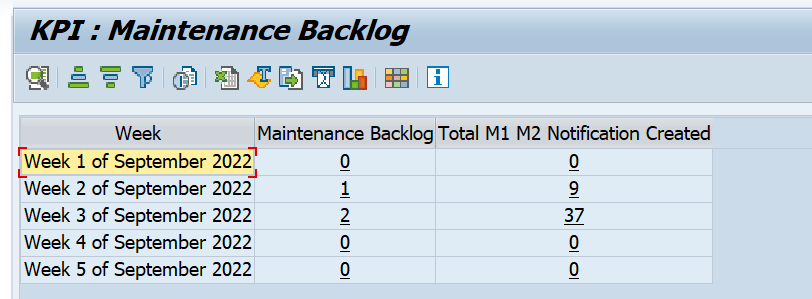 KPI : Maintenance Backlog
Week Maintenance Backlog Total M1 M2 Notification Created
Week 1 of September 2022 0 0
Week 2 of September 2022 1 9
Week 3 of September 2022 2 37
Week 4 of September 2022 0 0
Week 5 of September 2022 0 0